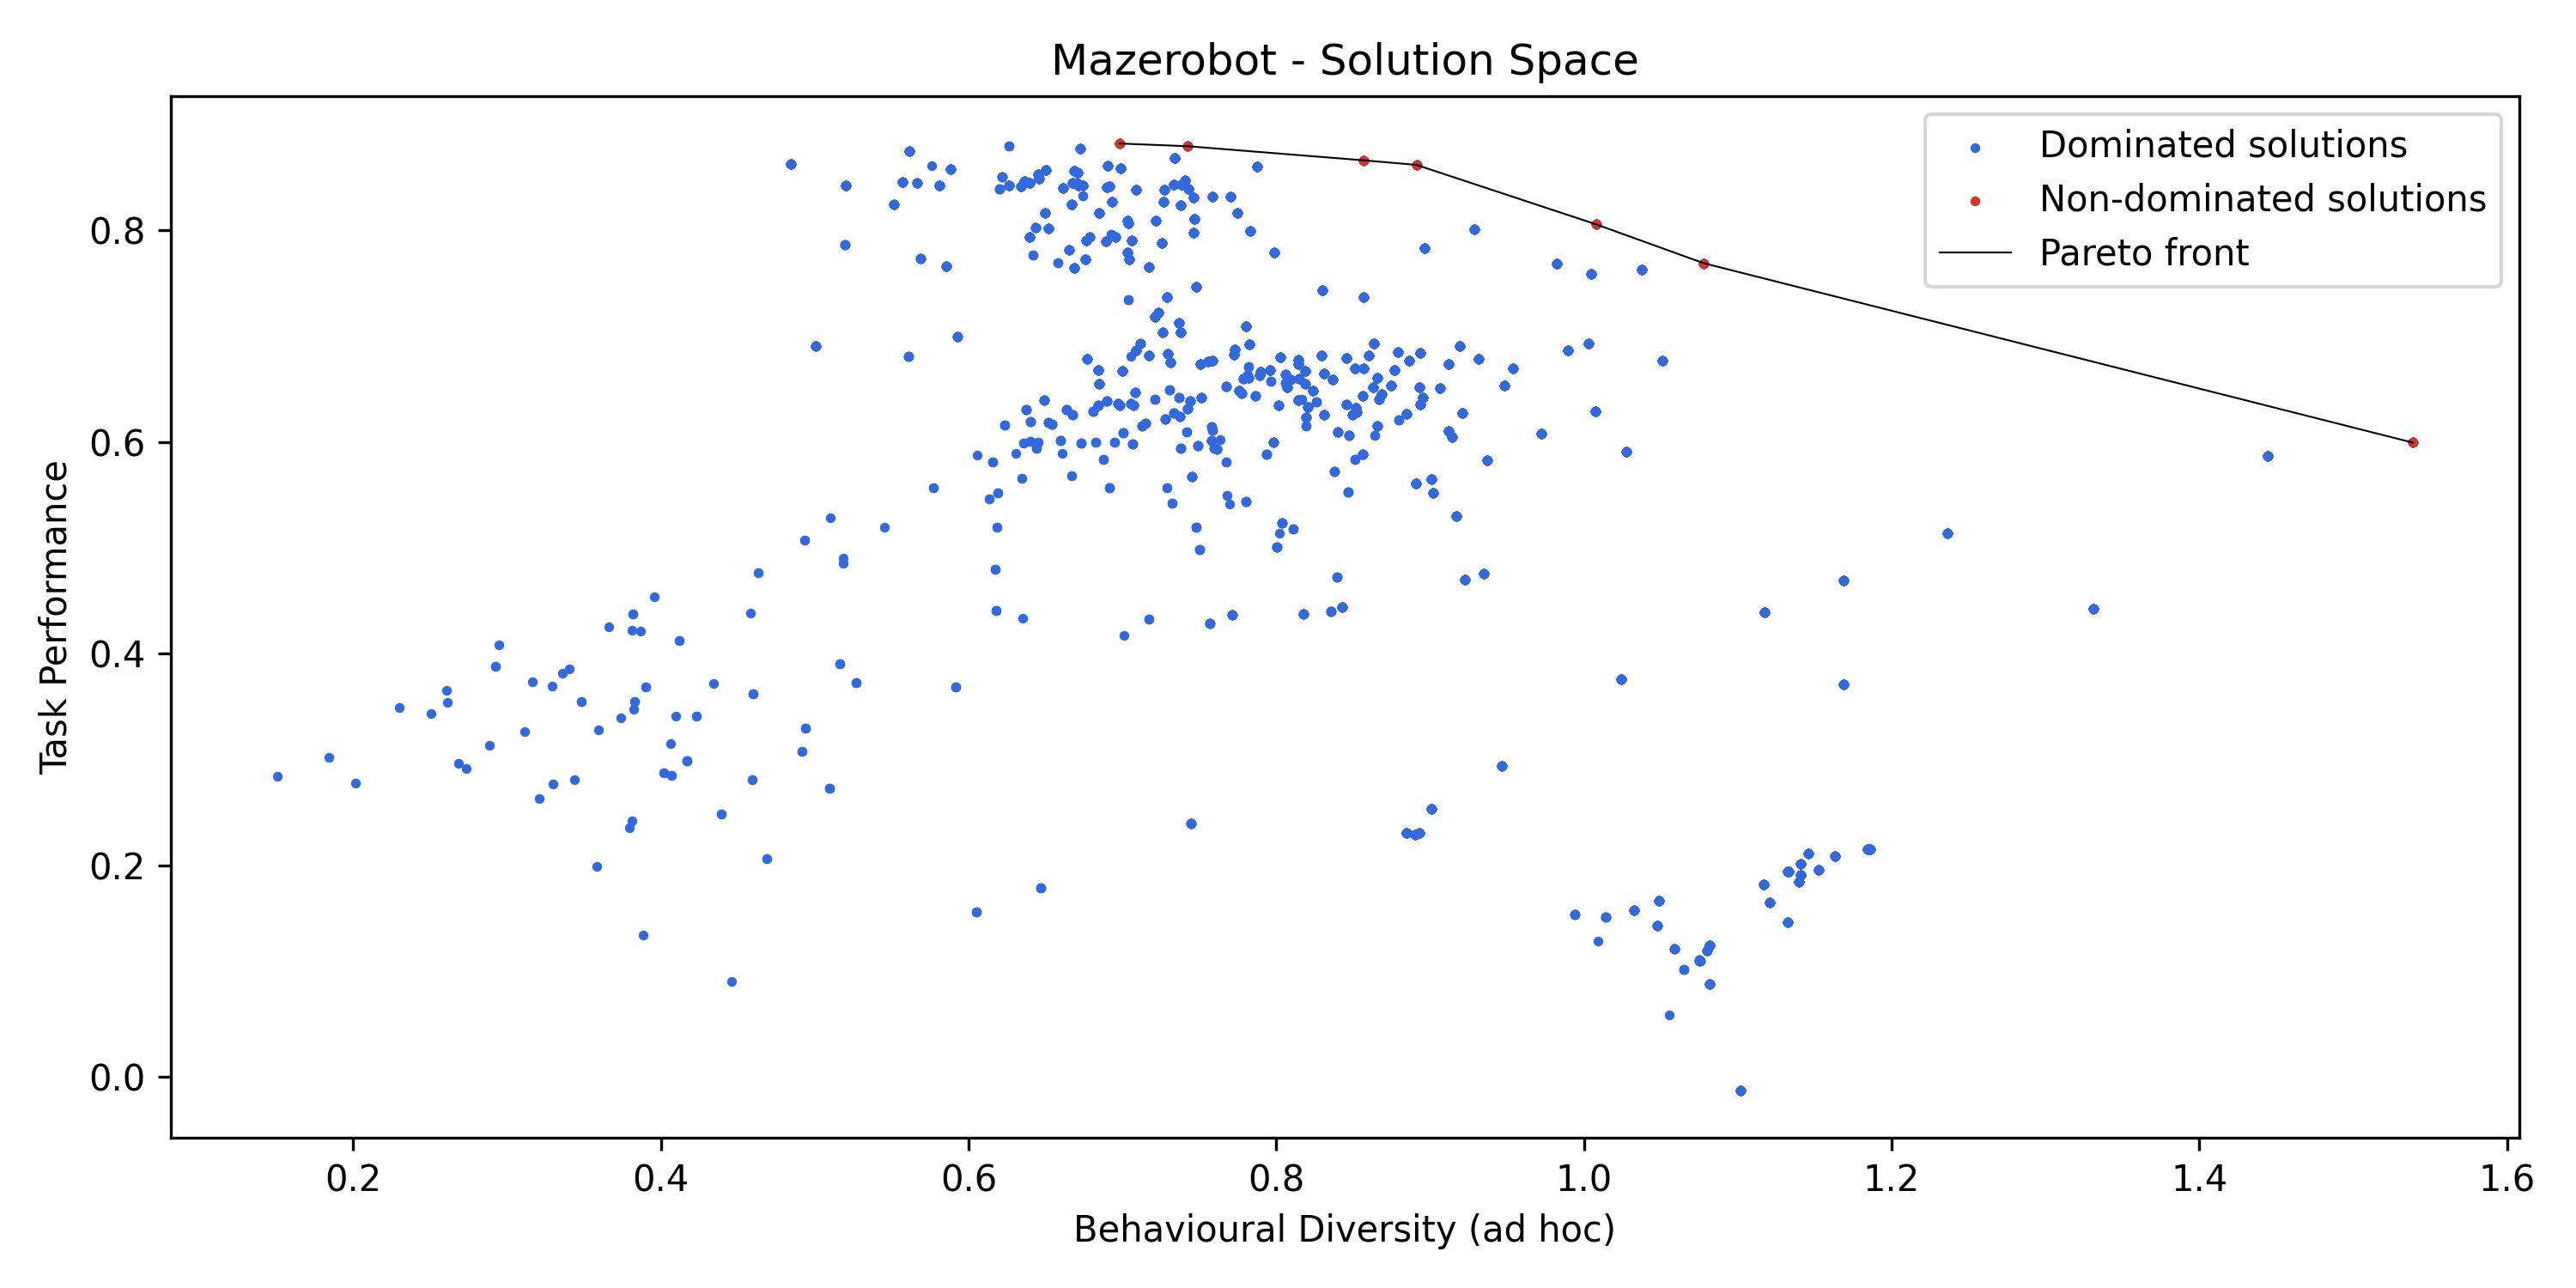 Mazerobot - Solution Space
Dominated solutions
Non-dominated solutions
Pareto front
Task Performance
0.8
0.6
0.4
0.2
0.0
0.2 0.4 0.6 0.8 1.0 1.2 1.4 1.6
Behavioural Diversity (ad hoc)